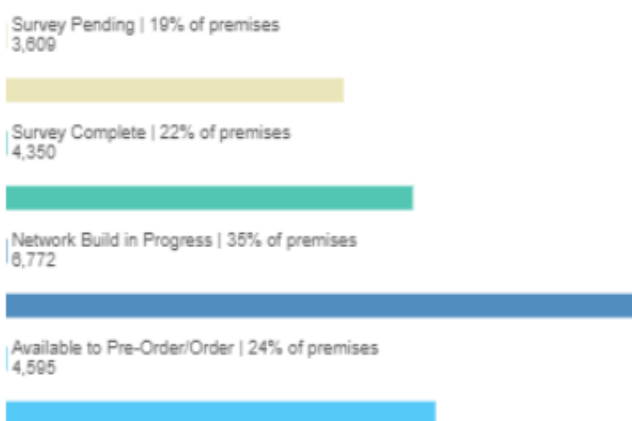 Survey Pending | 19% of premises
3,609
Survey Complete | 22% of premises
4,350
Network Build in Progress | 35% of premises
6,772
Available to Pre-Order/Order | 24% of premises
4,595